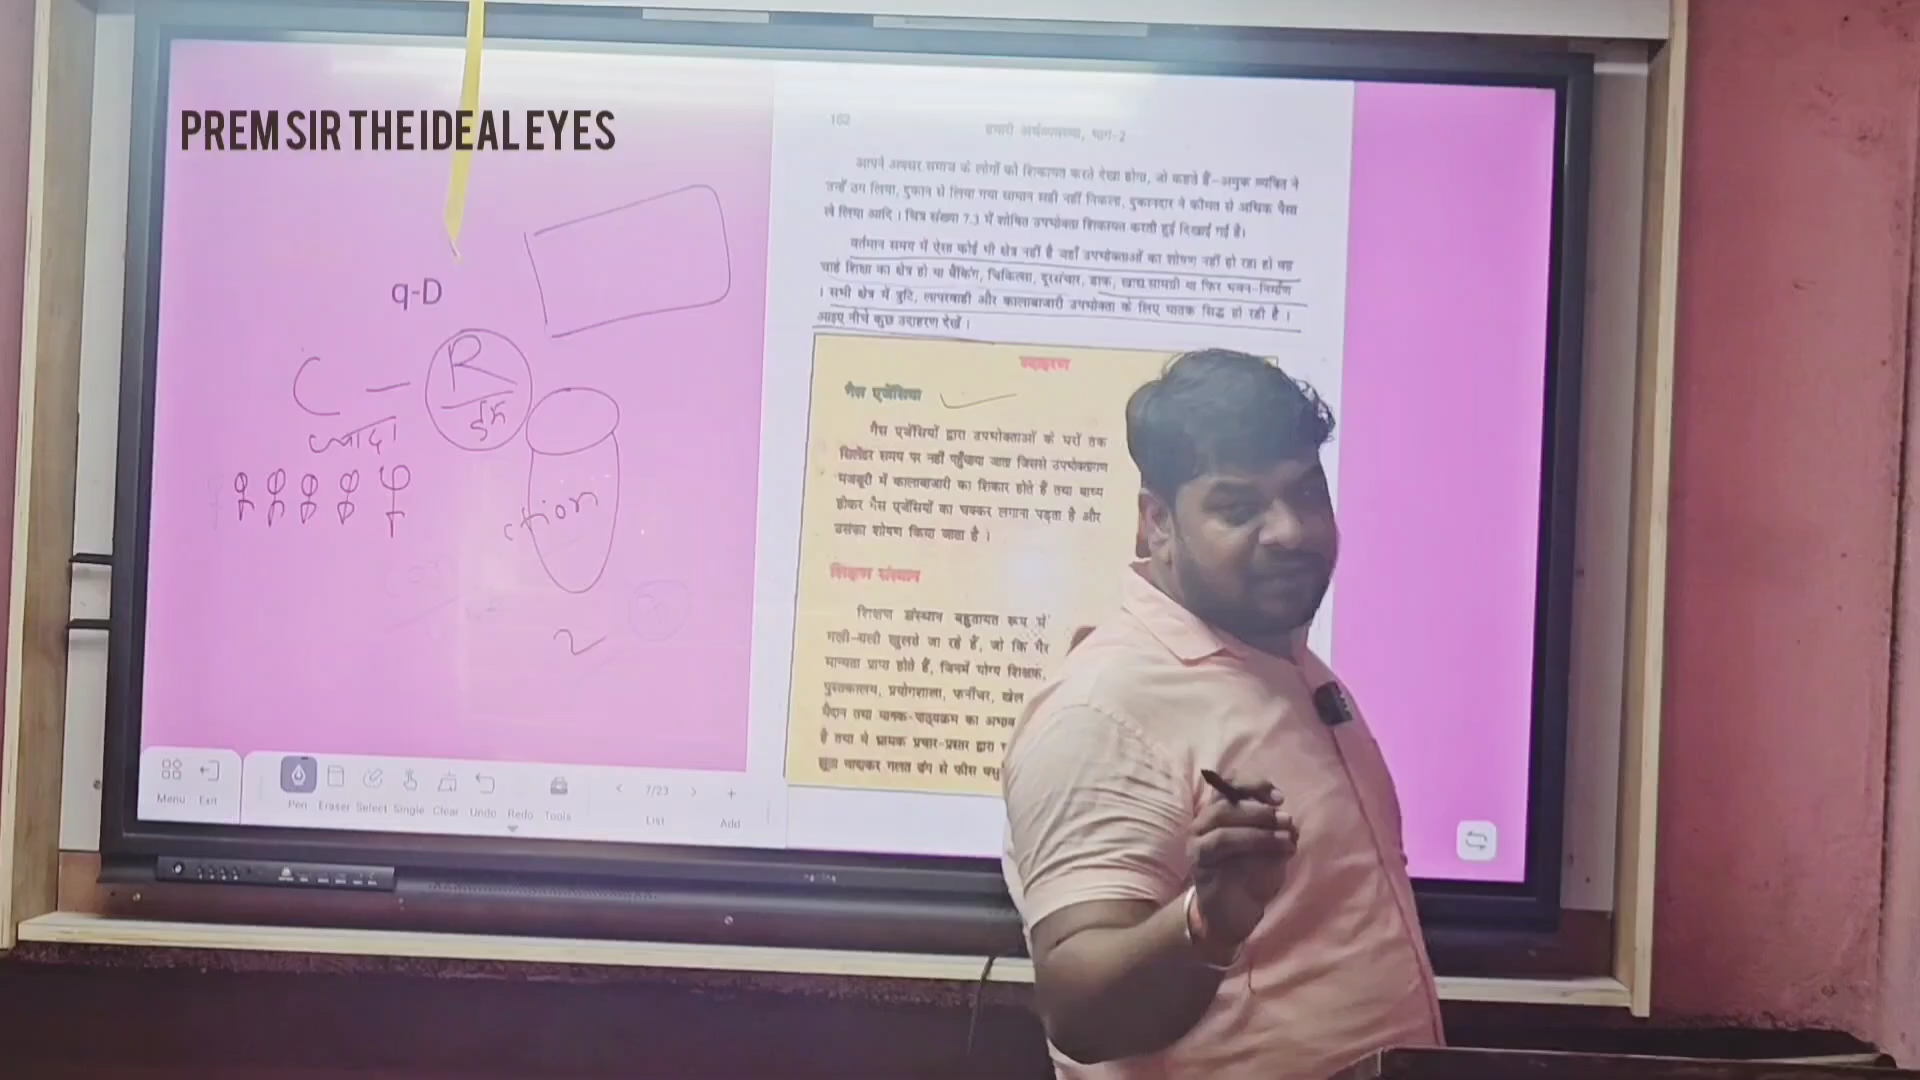 PREM SIR THE IDEAL EYES
q-D
C – R
ज्यादा
ction
162
हमारी अर्थव्यवस्था, भाग-2
आपने अक्सर समाज के लोगों को शिकायत करते देखा होगा, जो कहते हैं-अमुक व्यक्ति ने
उन्हें ठग लिया, दुकान से लिया गया सामान सही नहीं निकला, दुकानदार ने कीमत से अधिक पैसा
ले लिया आदि । चित्र संख्या 7.3 में शोषित उपभोक्ता शिकायत करती हुई दिखाई गई है।
वर्तमान समय में ऐसा कोई भी क्षेत्र नहीं है जहाँ उपभोक्ताओं का शोषण नहीं हो रहा हो वह
चाहे शिक्षा का क्षेत्र हो या बैंकिंग, चिकित्सा, दूरसंचार, डाक, खाद्य सामग्री या फिर भवन-निर्माण
। सभी क्षेत्र में त्रुटि, लापरवाही और कालाबाजारी उपभोक्ता के लिए घातक सिद्ध हो रही है ।
आइए नीचे कुछ उदाहरण देखें ।
उदाहरण
गैस एजेंसियाँ
गैस एजेंसियों द्वारा उपभोक्ताओं के घरों तक
सिलेंडर समय पर नहीं पहुँचाया जाता जिससे उपभोक्तागण
मजबूरी में कालाबाजारी का शिकार होते हैं तथा बाध्य
होकर गैस एजेंसियों का चक्कर लगाना पड़ता है और
उसका शोषण किया जाता है ।
शिक्षण संस्थान
शिक्षण संस्थान बहुतायत रूप में
गली-गली खुलते जा रहे हैं, जो कि गैर
मान्यता प्राप्त होते हैं, जिनमें योग्य शिक्षक,
पुस्तकालय, प्रयोगशाला, फर्नीचर, खेल
मैदान तथा मानक-पाठ्यक्रम का अभाव
है तथा ये भ्रामक प्रचार-प्रसार द्वारा
गलत ढंग से फीस
Menu Exit Pen Eraser Select Single Clear Undo Redo Tools
< 7/23 > +
List Add